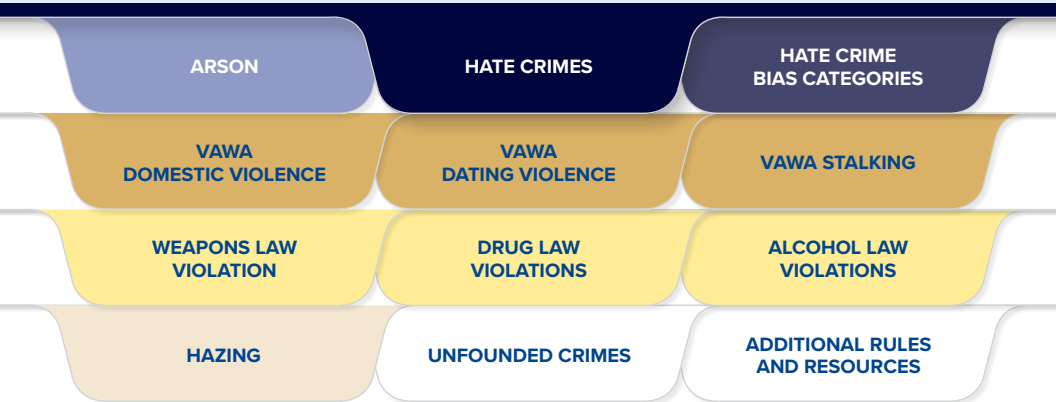 ARSON
HATE CRIMES
HATE CRIME
BIAS CATEGORIES
VAWA
DOMESTIC VIOLENCE
VAWA
DATING VIOLENCE
VAWA STALKING
WEAPONS LAW
VIOLATION
DRUG LAW
VIOLATIONS
ALCOHOL LAW
VIOLATIONS
HAZING
UNFOUNDED CRIMES
ADDITIONAL RULES
AND RESOURCES